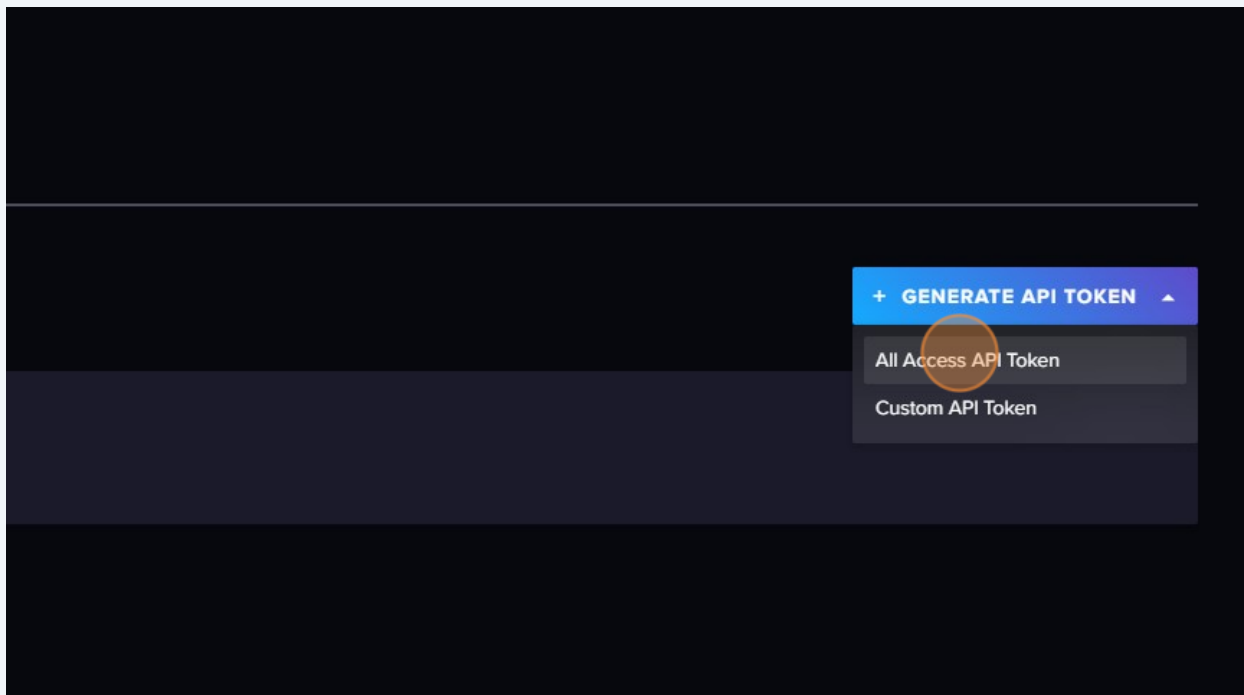 + GENERATE API TOKEN
All Access API Token
Custom API Token